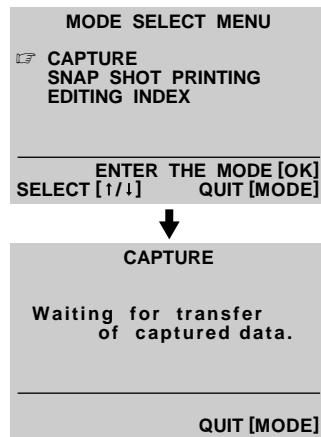 MODE SELECT MENU
☞ CAPTURE
SNAP SHOT PRINTING
EDITING INDEX
ENTER THE MODE [OK]
SELECT [↑/↓] QUIT [MODE]
CAPTURE
Waiting for transfer
of captured data.
QUIT [MODE]